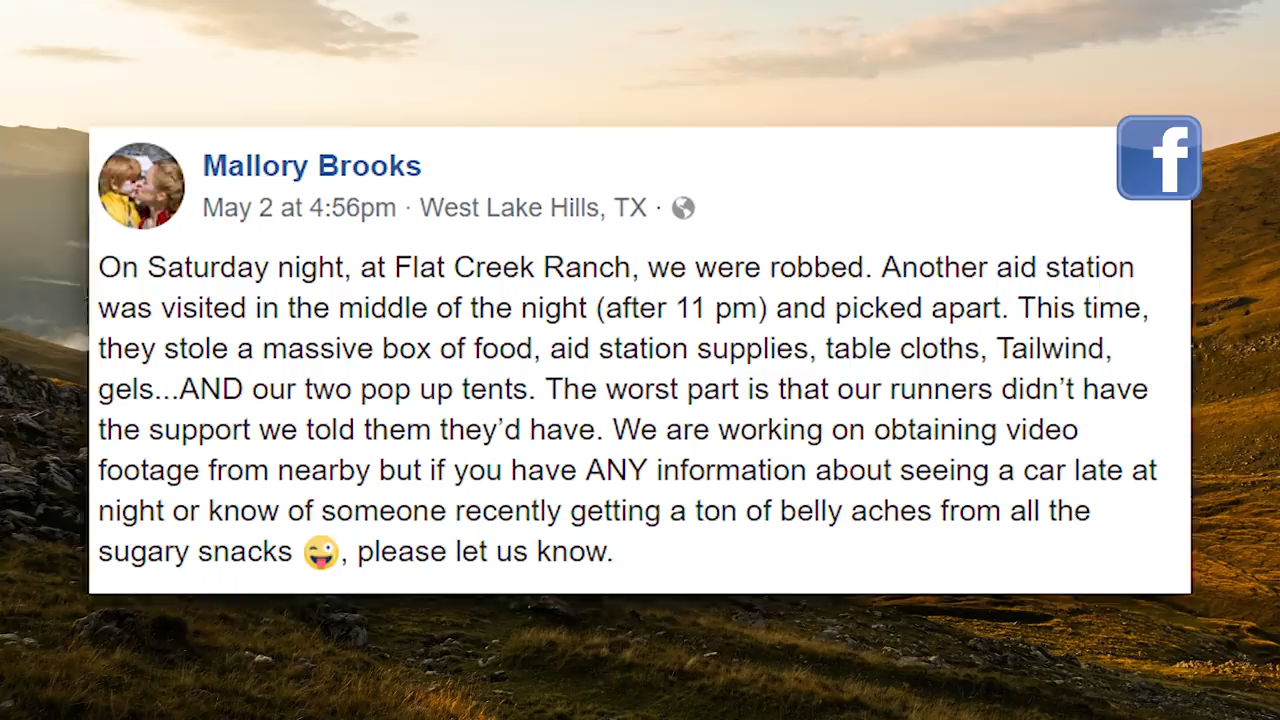 Mallory Brooks
May 2 at 4:56pm · West Lake Hills, TX ·
On Saturday night, at Flat Creek Ranch, we were robbed. Another aid station
was visited in the middle of the night (after 11 pm) and picked apart. This time,
they stole a massive box of food, aid station supplies, table cloths, Tailwind,
gels...AND our two pop up tents. The worst part is that our runners didn’t have
the support we told them they’d have. We are working on obtaining video
footage from nearby but if you have ANY information about seeing a car late at
night or know of someone recently getting a ton of belly aches from all the
sugary snacks 😜, please let us know.
f